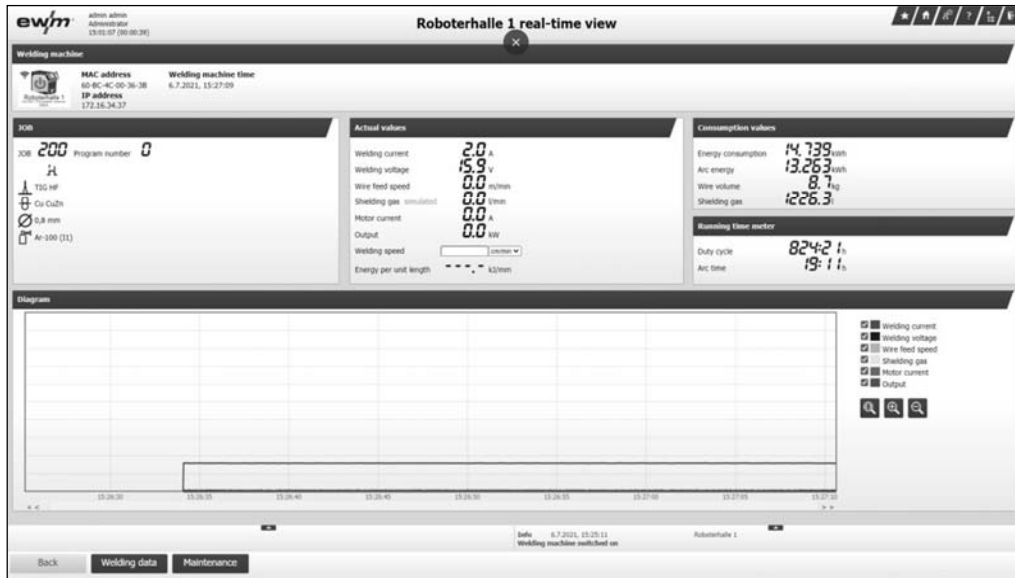 ewm
admin admin
Administrator
15:01:07 (00:00:39)
Roboterhalle 1 real-time view
Welding machine
MAC address
60-BC-4C-00-36-3B
IP address
172.16.34.37
Welding machine time
6.7.2021, 15:27:09
Roboterhalle 1
JOB
JOB 200 Program number 0
TIG HF
Cu CuZn
0,8 mm
Ar-100 (I1)
Actual values
Welding current 2.0 A
Welding voltage 15.9 V
Wire feed speed 0.0 m/min
Shielding gas simulated 0.0 l/min
Motor current 0.0 A
Output 0.0 kW
Welding speed cm/min
Energy per unit length ---.- kJ/mm
Consumption values
Energy consumption 14.739 kWh
Arc energy 13.263 kWh
Wire volume 8.7 kg
Shielding gas 1226.3 l
Running time meter
Duty cycle 824:21 h
Arc time 19:11 h
Diagram
Welding current
Welding voltage
Wire feed speed
Shielding gas
Motor current
Output
15:26:30 15:26:35 15:26:40 15:26:45 15:26:50 15:26:55 15:27:00 15:27:05 15:27:10
< < > >
Info 6.7.2021, 15:25:11 Roboterhalle 1
Welding machine switched on
Back Welding data Maintenance